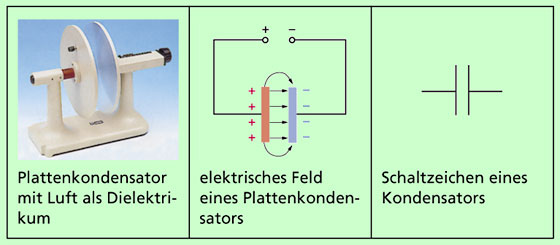 + −
+ −
+ −
+ −
+ −
Plattenkondensator
mit Luft als Dielektri-
kum
elektrisches Feld
eines Plattenkonden-
sators
Schaltzeichen eines
Kondensators